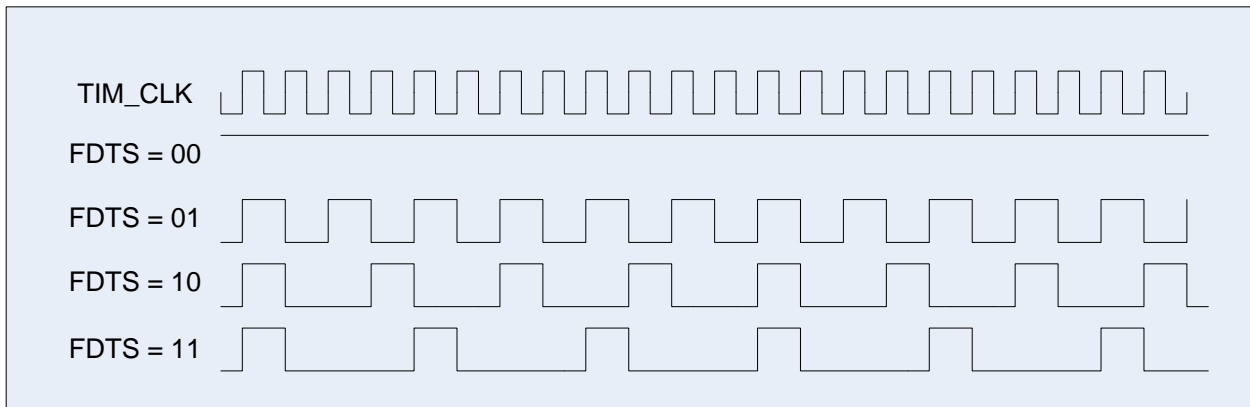 TIM_CLK
FDTS = 00
FDTS = 01
FDTS = 10
FDTS = 11